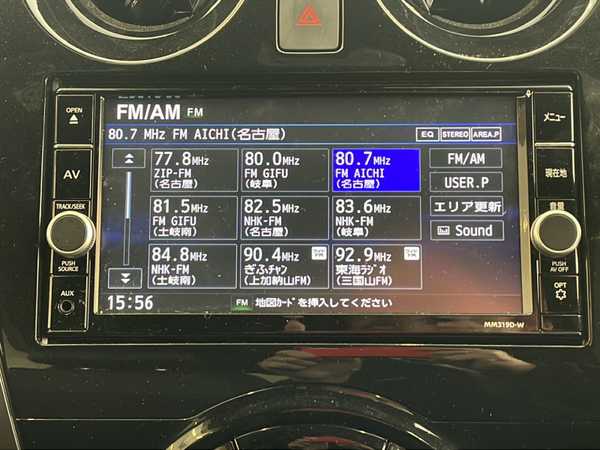 OPEN
AV
TRACK/SEEK
PUSH
SOURCE
AUX
FM/AM FM
80.7 MHz FM AICHI(名古屋)
EQ STEREO AREA.P
77.8MHz
ZIP-FM
(名古屋)
80.0MHz
FM GIFU
(岐阜)
80.7MHz
FM AICHI
(名古屋)
FM/AM
USER.P
81.5MHz
FM GIFU
(土岐南)
82.5MHz
NHK-FM
(名古屋)
83.6MHz
NHK-FM
(岐阜)
エリア更新
Sound
84.8MHz
NHK-FM
(土岐南)
90.4MHz
ぎふチャン
(上加納山FM)
92.9MHz
東海ラジオ
(三国山FM)
15:56
FM 地図カードを挿入してください
メニュー
現在地
音量
PUSH
AV OFF
OPT
MM319D-W